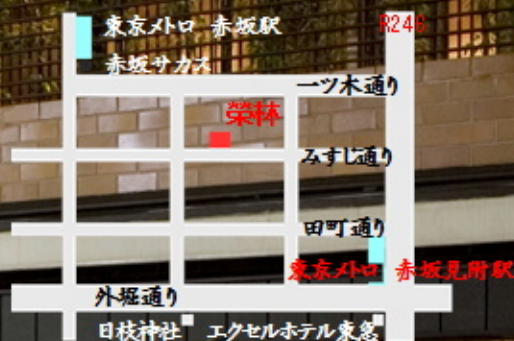 東京メトロ 赤坂駅
R246
赤坂サカス
一ツ木通り
榮林
みすじ通り
田町通り
東京メトロ 赤坂見附駅
外堀通り
日枝神社 エクセルホテル東急